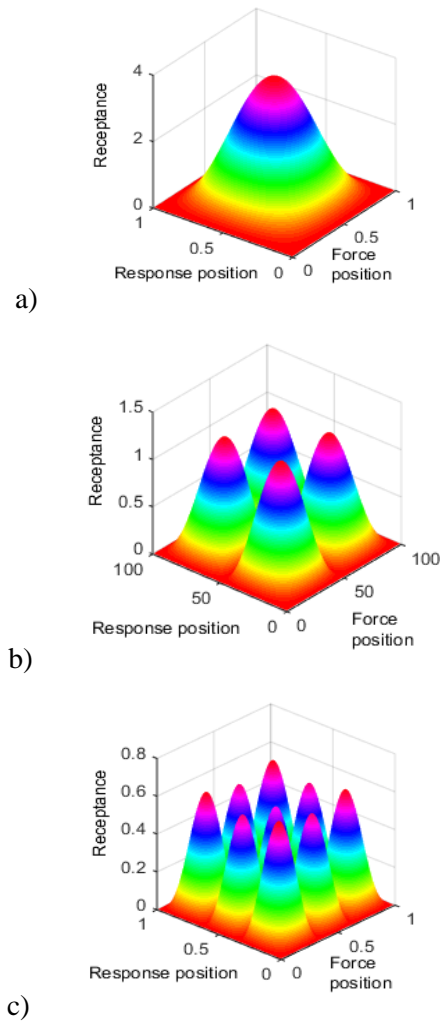 4
Receptance
2
0
1
1
0.5
0.5
Response position 0 0 Force
position
a)
1.5
Receptance
1
0.5
0
100
100
50
50
Response position 0 0 Force
position
b)
0.8
0.6
Receptance
0.4
0.2
0
1
1
0.5
0.5
Response position 0 0 Force
position
c)